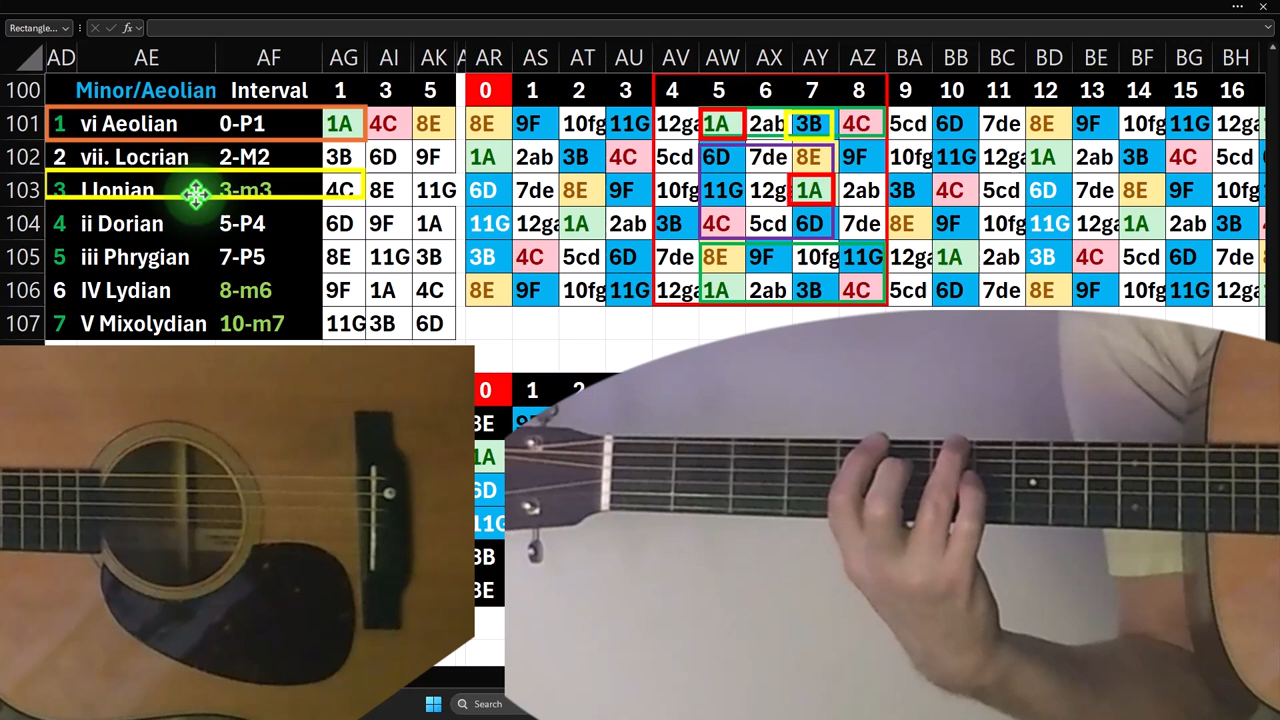 Rectangle... fx
AD AE AF AG AI AK AR AS AT AU AV AW AX AY AZ BA BB BC BD BE BF BG BH
100 Minor/Aeolian Interval 1 3 5 0 1 2 3 4 5 6 7 8 9 10 11 12 13 14 15 16
101 1 vi Aeolian 0-P1 1A 4C 8E 8E 9F 10fg 11G 12ga 1A 2ab 3B 4C 5cd 6D 7de 8E 9F 10fg 11G 12ga
102 2 vii. Locrian 2-M2 3B 6D 9F 1A 2ab 3B 4C 5cd 6D 7de 8E 9F 10fg 11G 12ga 1A 2ab 3B 4C 5cd
103 3 I Ionian 3-m3 4C 8E 11G 6D 7de 8E 9F 10fg 11G 12g 1A 2ab 3B 4C 5cd 6D 7de 8E 9F 10fg
104 4 ii Dorian 5-P4 6D 9F 1A 11G 12ga 1A 2ab 3B 4C 5cd 6D 7de 8E 9F 10fg 11G 12ga 1A 2ab 3B
105 5 iii Phrygian 7-P5 8E 11G 3B 3B 4C 5cd 6D 7de 8E 9F 10fg 11G 12ga 1A 2ab 3B 4C 5cd 6D 7de
106 6 IV Lydian 8-m6 9F 1A 4C 8E 9F 10fg 11G 12ga 1A 2ab 3B 4C 5cd 6D 7de 8E 9F 10fg 11G 12ga
107 7 V Mixolydian 10-m7 11G 3B 6D
0 1 2
8E 9F
1A
6D
11G
3B
8E
Search